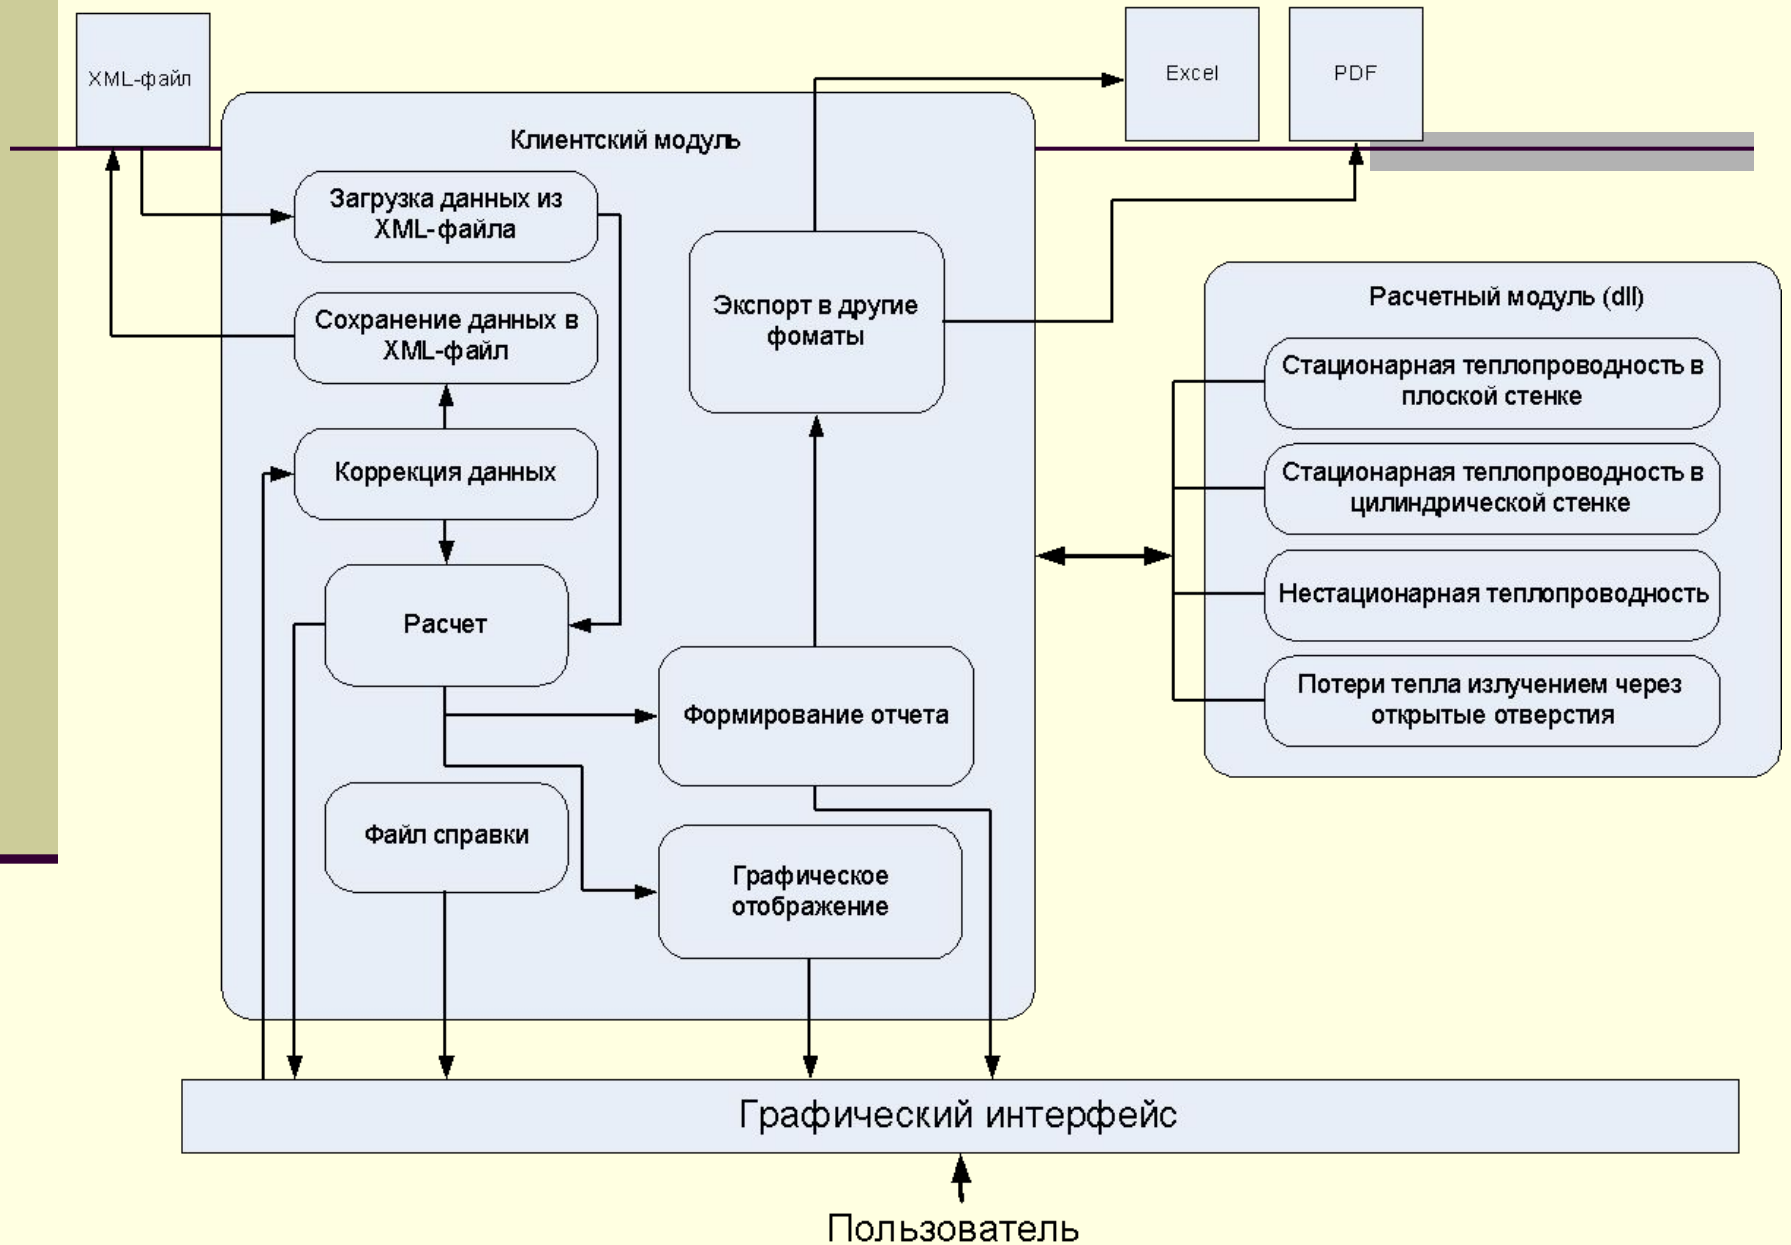 XML-файл
Excel
PDF
Клиентский модуль
Загрузка данных из
XML-файла
Сохранение данных в
XML-файл
Коррекция данных
Расчет
Файл справки
Экспорт в другие
фоматы
Формирование отчета
Графическое
отображение
Расчетный модуль (dll)
Стационарная теплопроводность в
плоской стенке
Стационарная теплопроводность в
цилиндрической стенке
Нестационарная теплопроводность
Потери тепла излучением через
открытые отверстия
Графический интерфейс
Пользователь